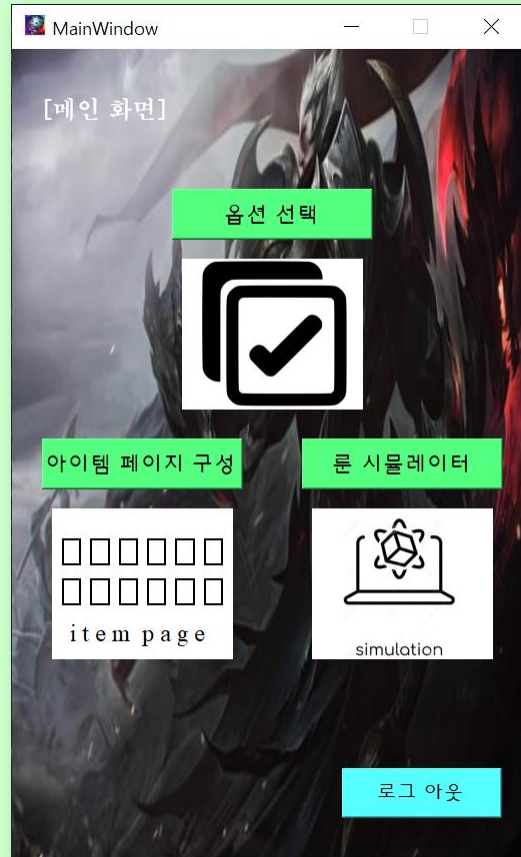 MainWindow
[메인 화면]
옵션 선택
아이템 페이지 구성
룬 시뮬레이터
item page
simulation
로그 아웃